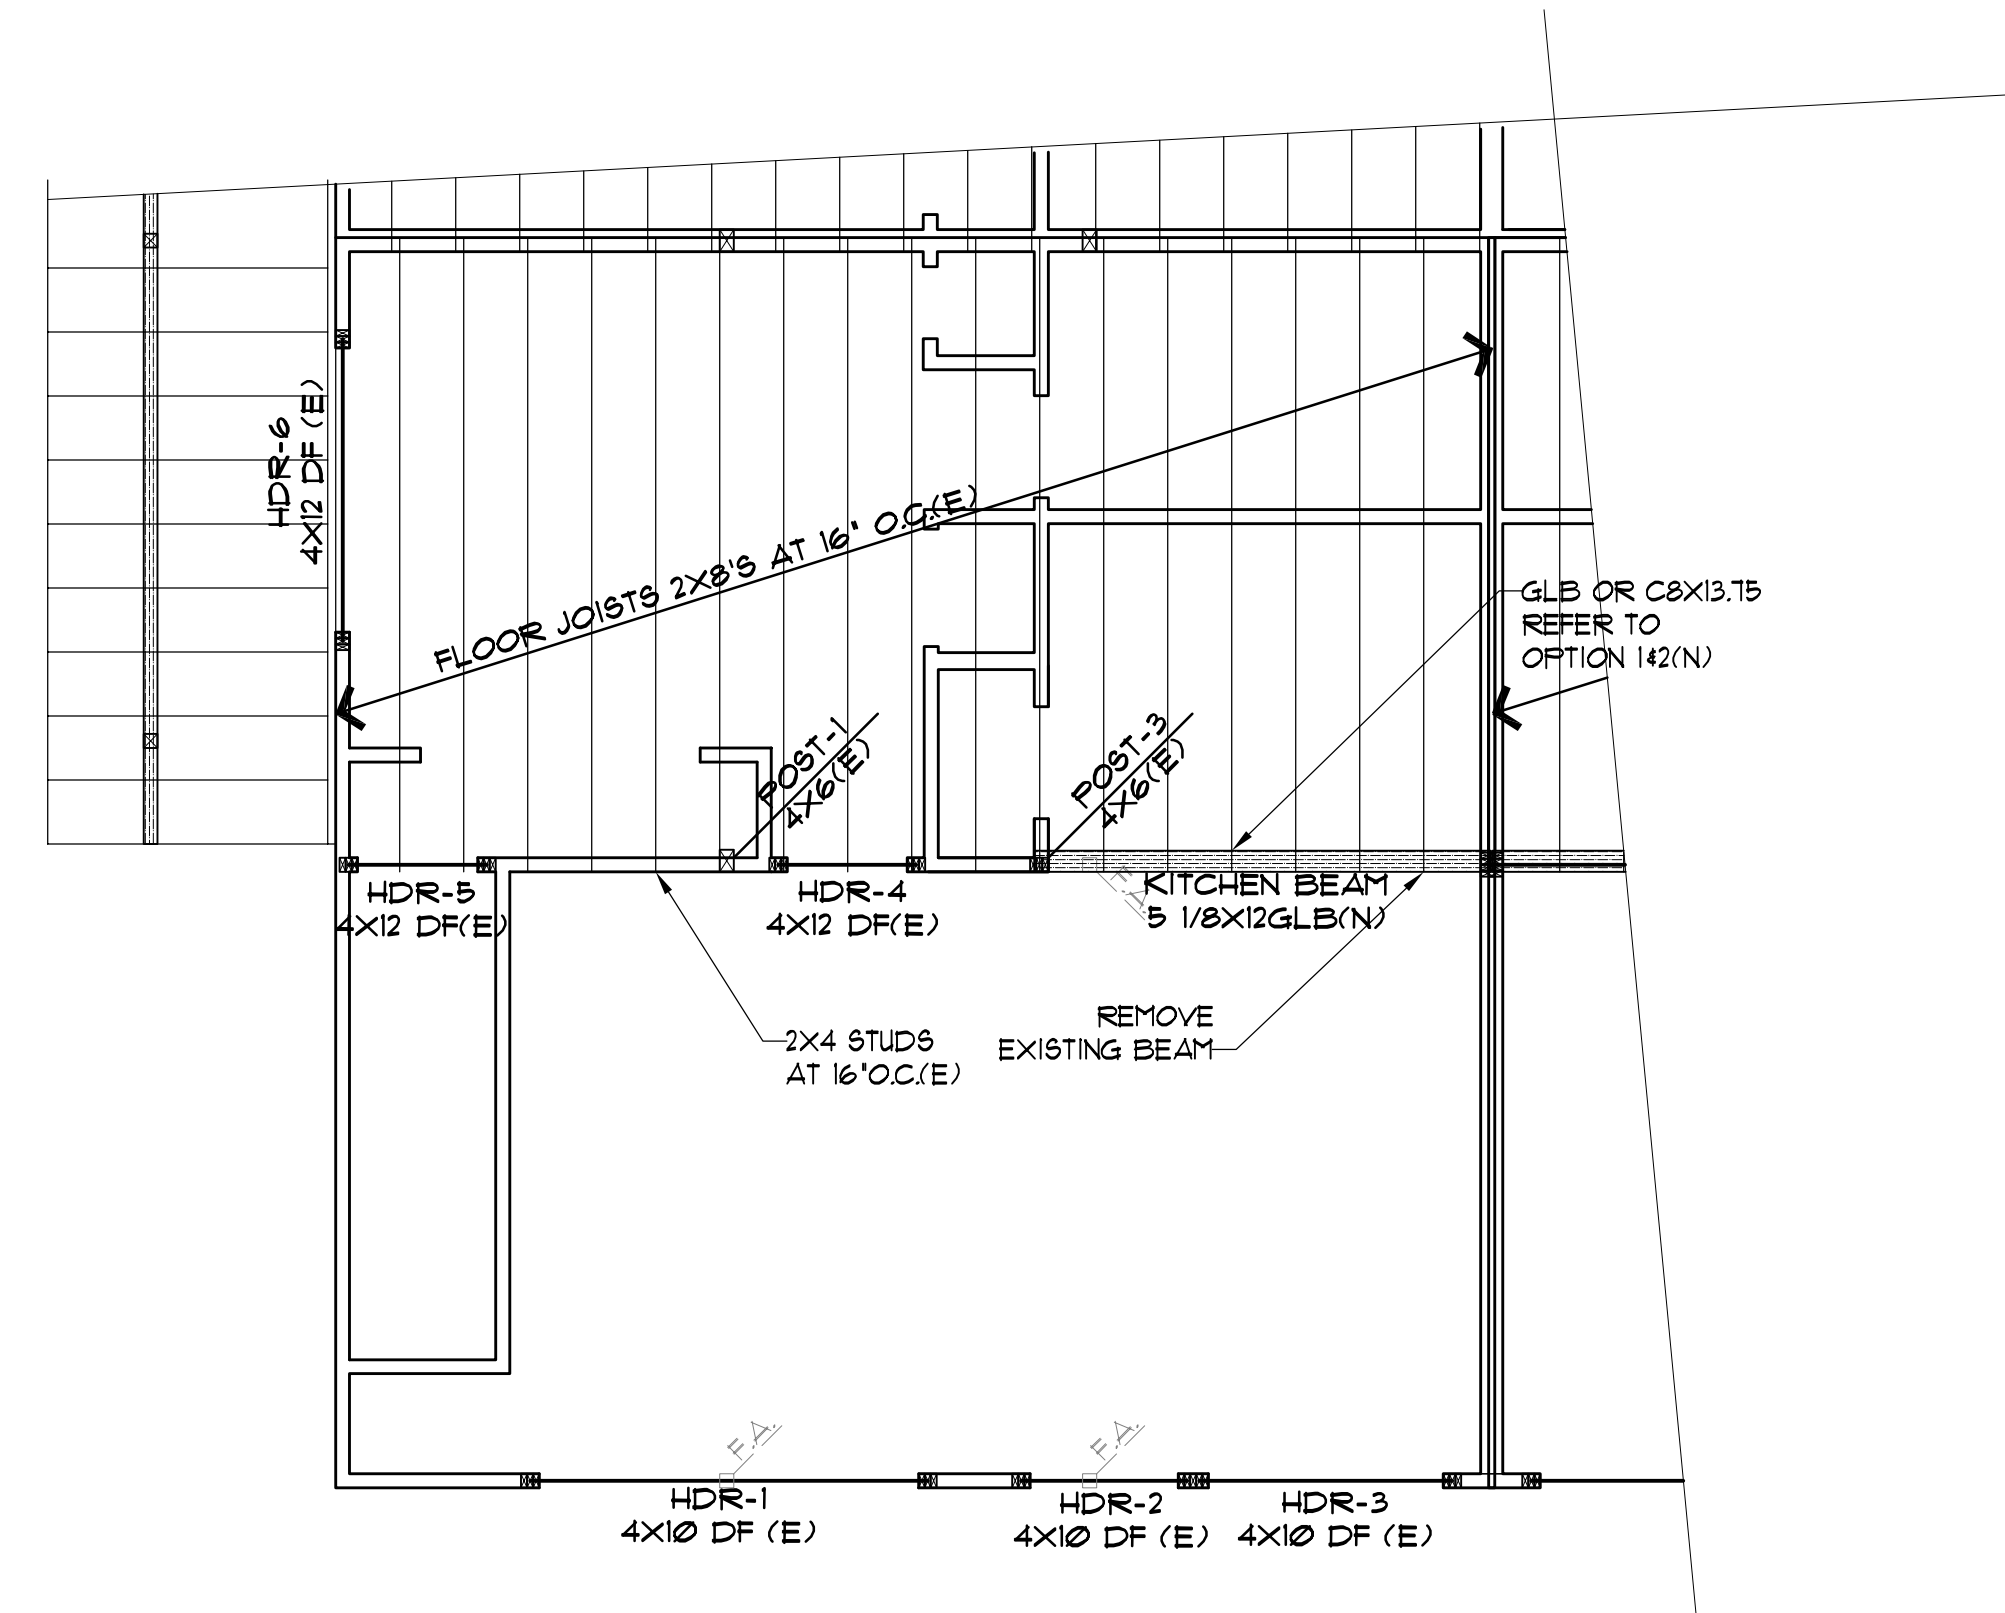 HDR-6
4X12 DF (E)
FLOOR JOISTS 2X8'S AT 16" O.C.(E)
GLB OR C8X13.75
REFER TO
OPTION 1&2(N)
POST-1
4X6(E)
POST-3
4X6(E)
HDR-5
4X12 DF(E)
HDR-4
4X12 DF(E)
F.A.
KITCHEN BEAM
5 1/8X12GLB(N)
2X4 STUDS
AT 16"O.C.(E)
REMOVE
EXISTING BEAM
F.A.
F.A.
HDR-1
4X10 DF (E)
HDR-2
4X10 DF (E)
HDR-3
4X10 DF (E)